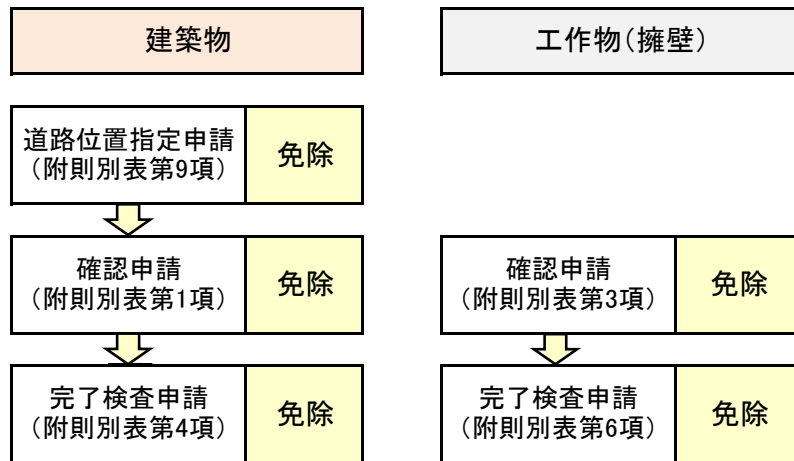 建築物
工作物（擁壁）
道路位置指定申請
（附則別表第9項）
免除
確認申請
（附則別表第1項）
免除
確認申請
（附則別表第3項）
免除
完了検査申請
（附則別表第4項）
免除
完了検査申請
（附則別表第6項）
免除